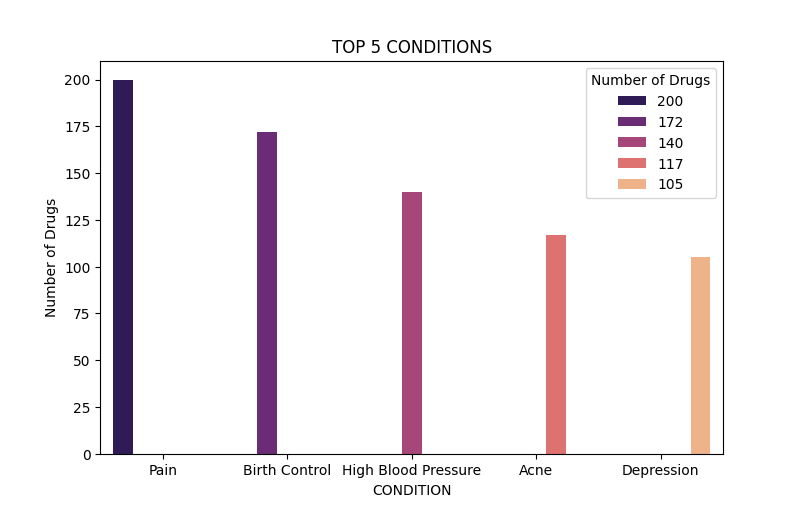 TOP 5 CONDITIONS
Number of Drugs
200
172
140
117
105
Number of Drugs
200
175
150
125
100
75
50
25
0
Pain Birth Control High Blood Pressure Acne Depression
CONDITION